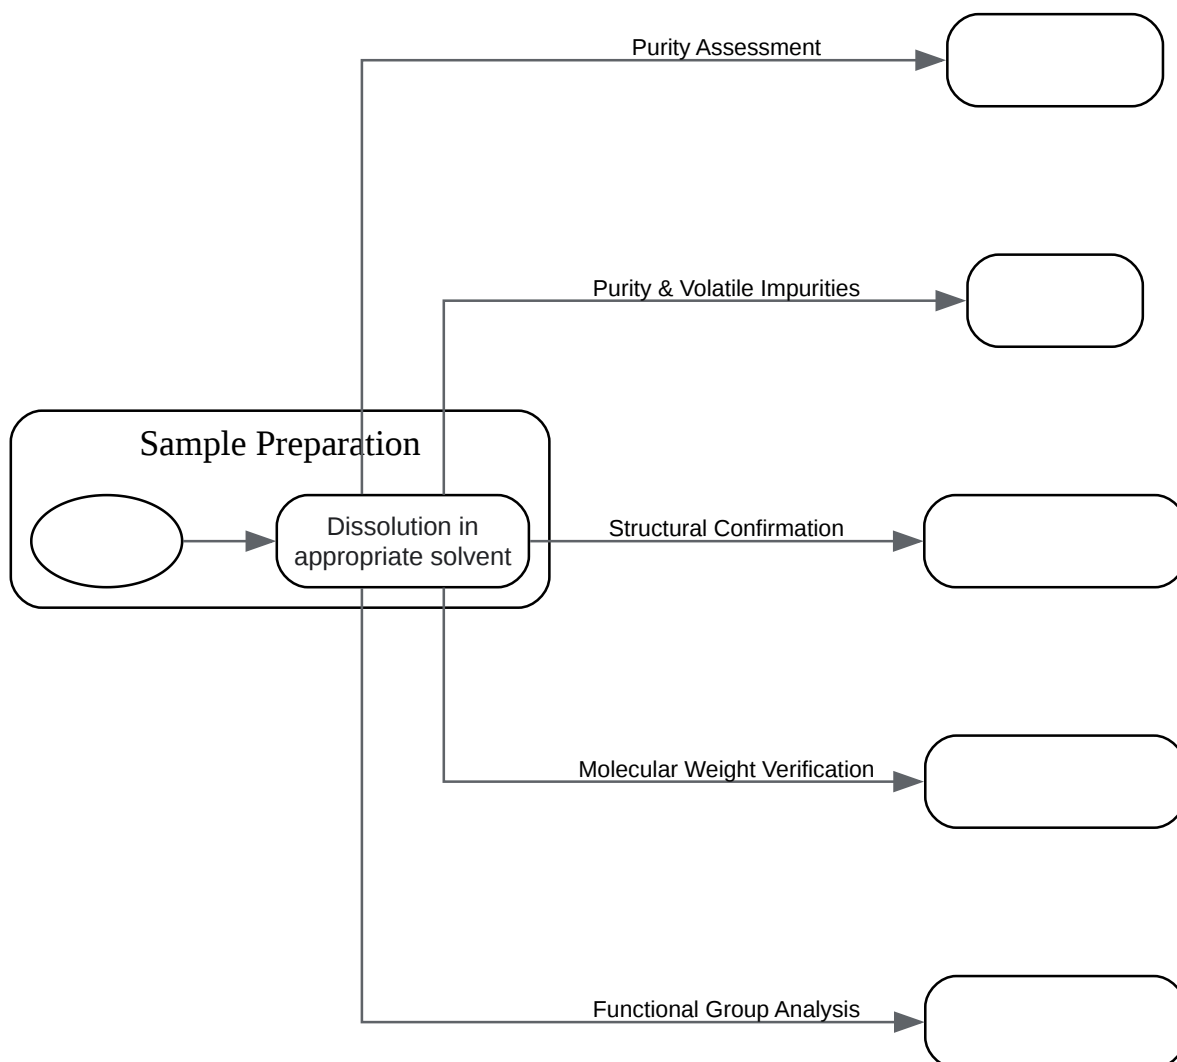 Purity Assessment
Purity & Volatile Impurities
Sample Preparation
Dissolution in
appropriate solvent
Structural Confirmation
Molecular Weight Verification
Functional Group Analysis